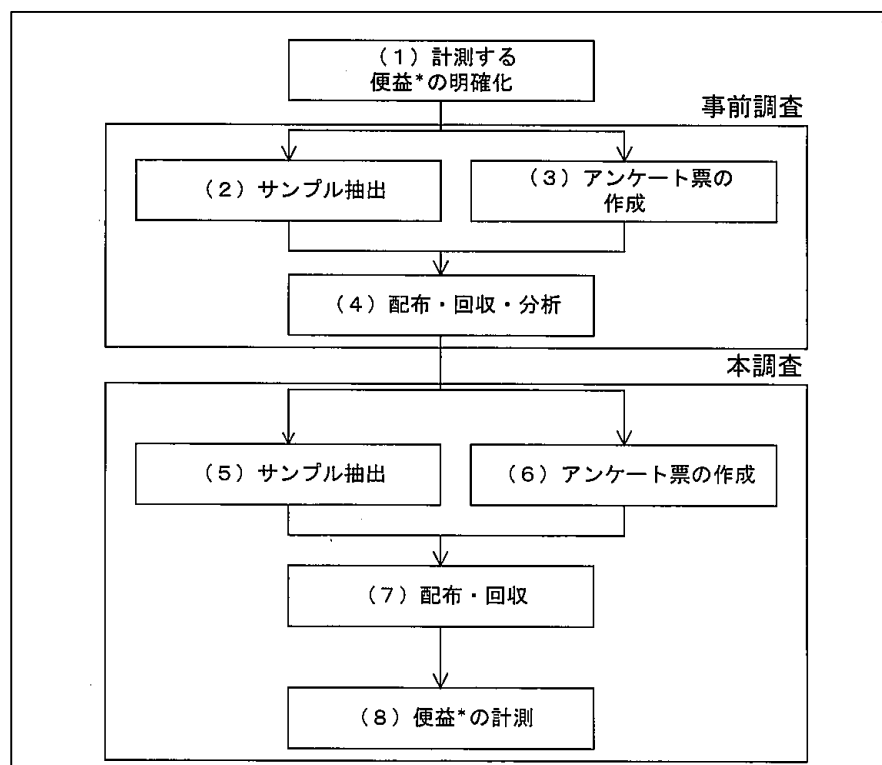 （１）計測する
便益*の明確化
事前調査
（２）サンプル抽出
（３）アンケート票の
作成
（４）配布・回収・分析
本調査
（５）サンプル抽出
（６）アンケート票の作成
（７）配布・回収
（８）便益*の計測